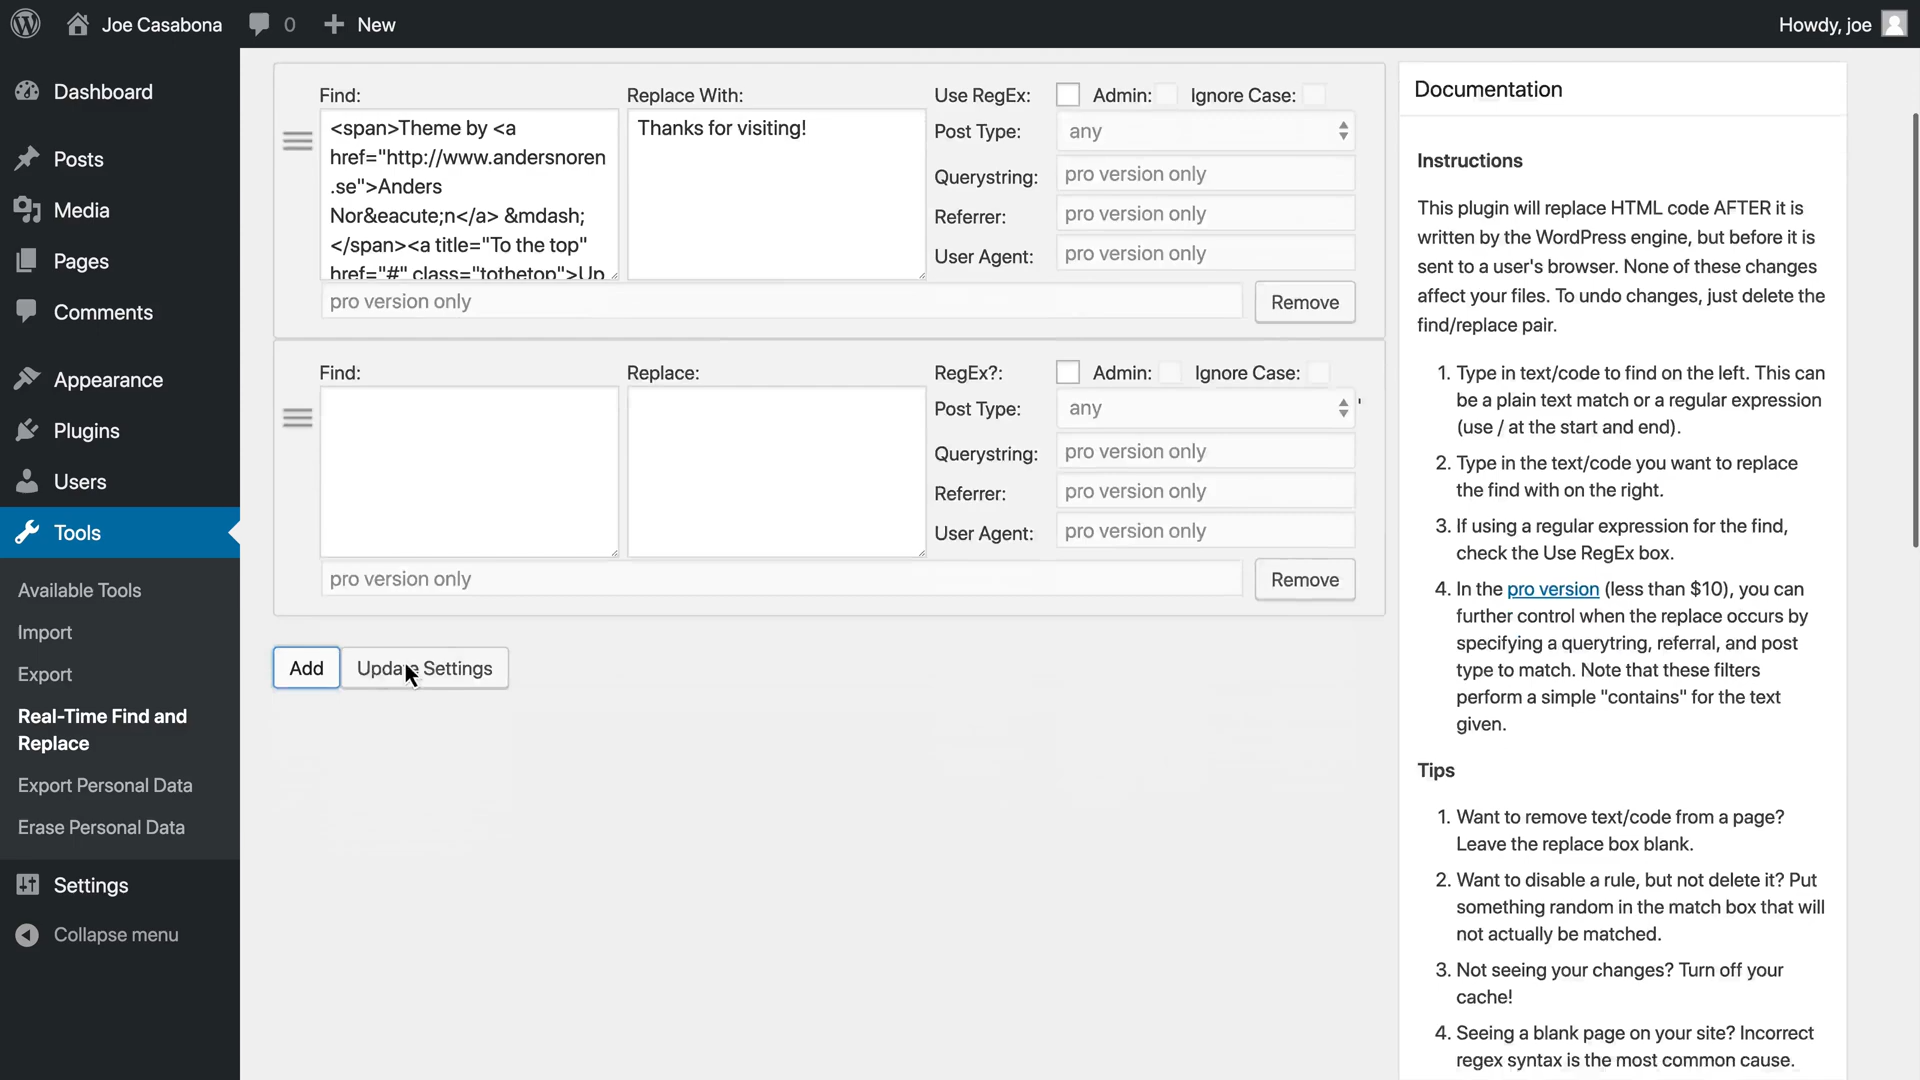 Joe Casabona 0 New Howdy, joe
Dashboard
Posts
Media
Pages
Comments
Appearance
Plugins
Users
Tools
Available Tools
Import
Export
Real-Time Find and
Replace
Export Personal Data
Erase Personal Data
Settings
Collapse menu
Find:
<span>Theme by <a
href="http://www.andersnoren
.se">Anders
Nor&eacute;n</a> &mdash;
</span><a title="To the top"
href="#" class="tothetop">Up
Replace With:
Thanks for visiting!
Use RegEx: Admin: Ignore Case:
Post Type: any
Querystring: pro version only
Referrer: pro version only
User Agent: pro version only
pro version only
Remove
Find:
Replace:
RegEx?: Admin: Ignore Case:
Post Type: any '
Querystring: pro version only
Referrer: pro version only
User Agent: pro version only
pro version only
Remove
Add Update Settings
Documentation
Instructions
This plugin will replace HTML code AFTER it is
written by the WordPress engine, but before it is
sent to a user's browser. None of these changes
affect your files. To undo changes, just delete the
find/replace pair.
1. Type in text/code to find on the left. This can
be a plain text match or a regular expression
(use / at the start and end).
2. Type in the text/code you want to replace
the find with on the right.
3. If using a regular expression for the find,
check the Use RegEx box.
4. In the pro version (less than $10), you can
further control when the replace occurs by
specifying a querytring, referral, and post
type to match. Note that these filters
perform a simple "contains" for the text
given.
Tips
1. Want to remove text/code from a page?
Leave the replace box blank.
2. Want to disable a rule, but not delete it? Put
something random in the match box that will
not actually be matched.
3. Not seeing your changes? Turn off your
cache!
4. Seeing a blank page on your site? Incorrect
regex syntax is the most common cause.